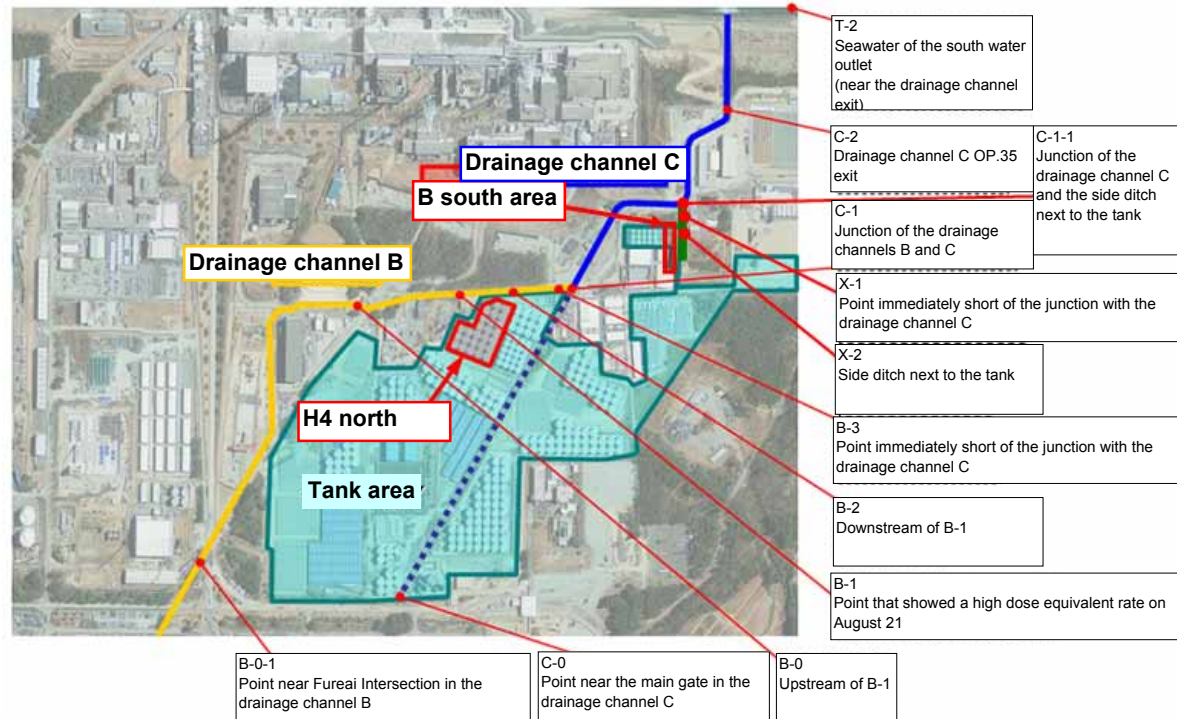 T-2
Seawater of the south water
outlet
(near the drainage channel
exit)
C-2
Drainage channel C OP.35
exit
C-1-1
Junction of the
drainage channel C
and the side ditch
next to the tank
C-1
Junction of the drainage
channels B and C
X-1
Point immediately short of the junction with the
drainage channel C
X-2
Side ditch next to the tank
B-3
Point immediately short of the junction with the
drainage channel C
B-2
Downstream of B-1
B-1
Point that showed a high dose equivalent rate on
August 21
Drainage channel C
B south area
Drainage channel B
H4 north
Tank area
B-0-1
Point near Fureai Intersection in the
drainage channel B
C-0
Point near the main gate in the
drainage channel C
B-0
Upstream of B-1